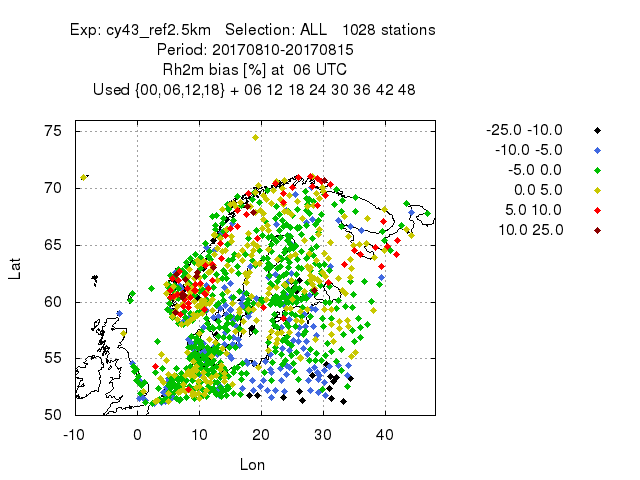 Exp: cy43_ref2.5km   Selection: ALL   1028 stations
Period: 20170810-20170815
Rh2m bias [%] at  06 UTC
Used {00,06,12,18} + 06 12 18 24 30 36 42 48
-25.0 -10.0
-10.0 -5.0
-5.0 0.0
0.0 5.0
5.0 10.0
10.0 25.0
75
70
65
60
55
50
Lat
-10 0 10 20 30 40
Lon